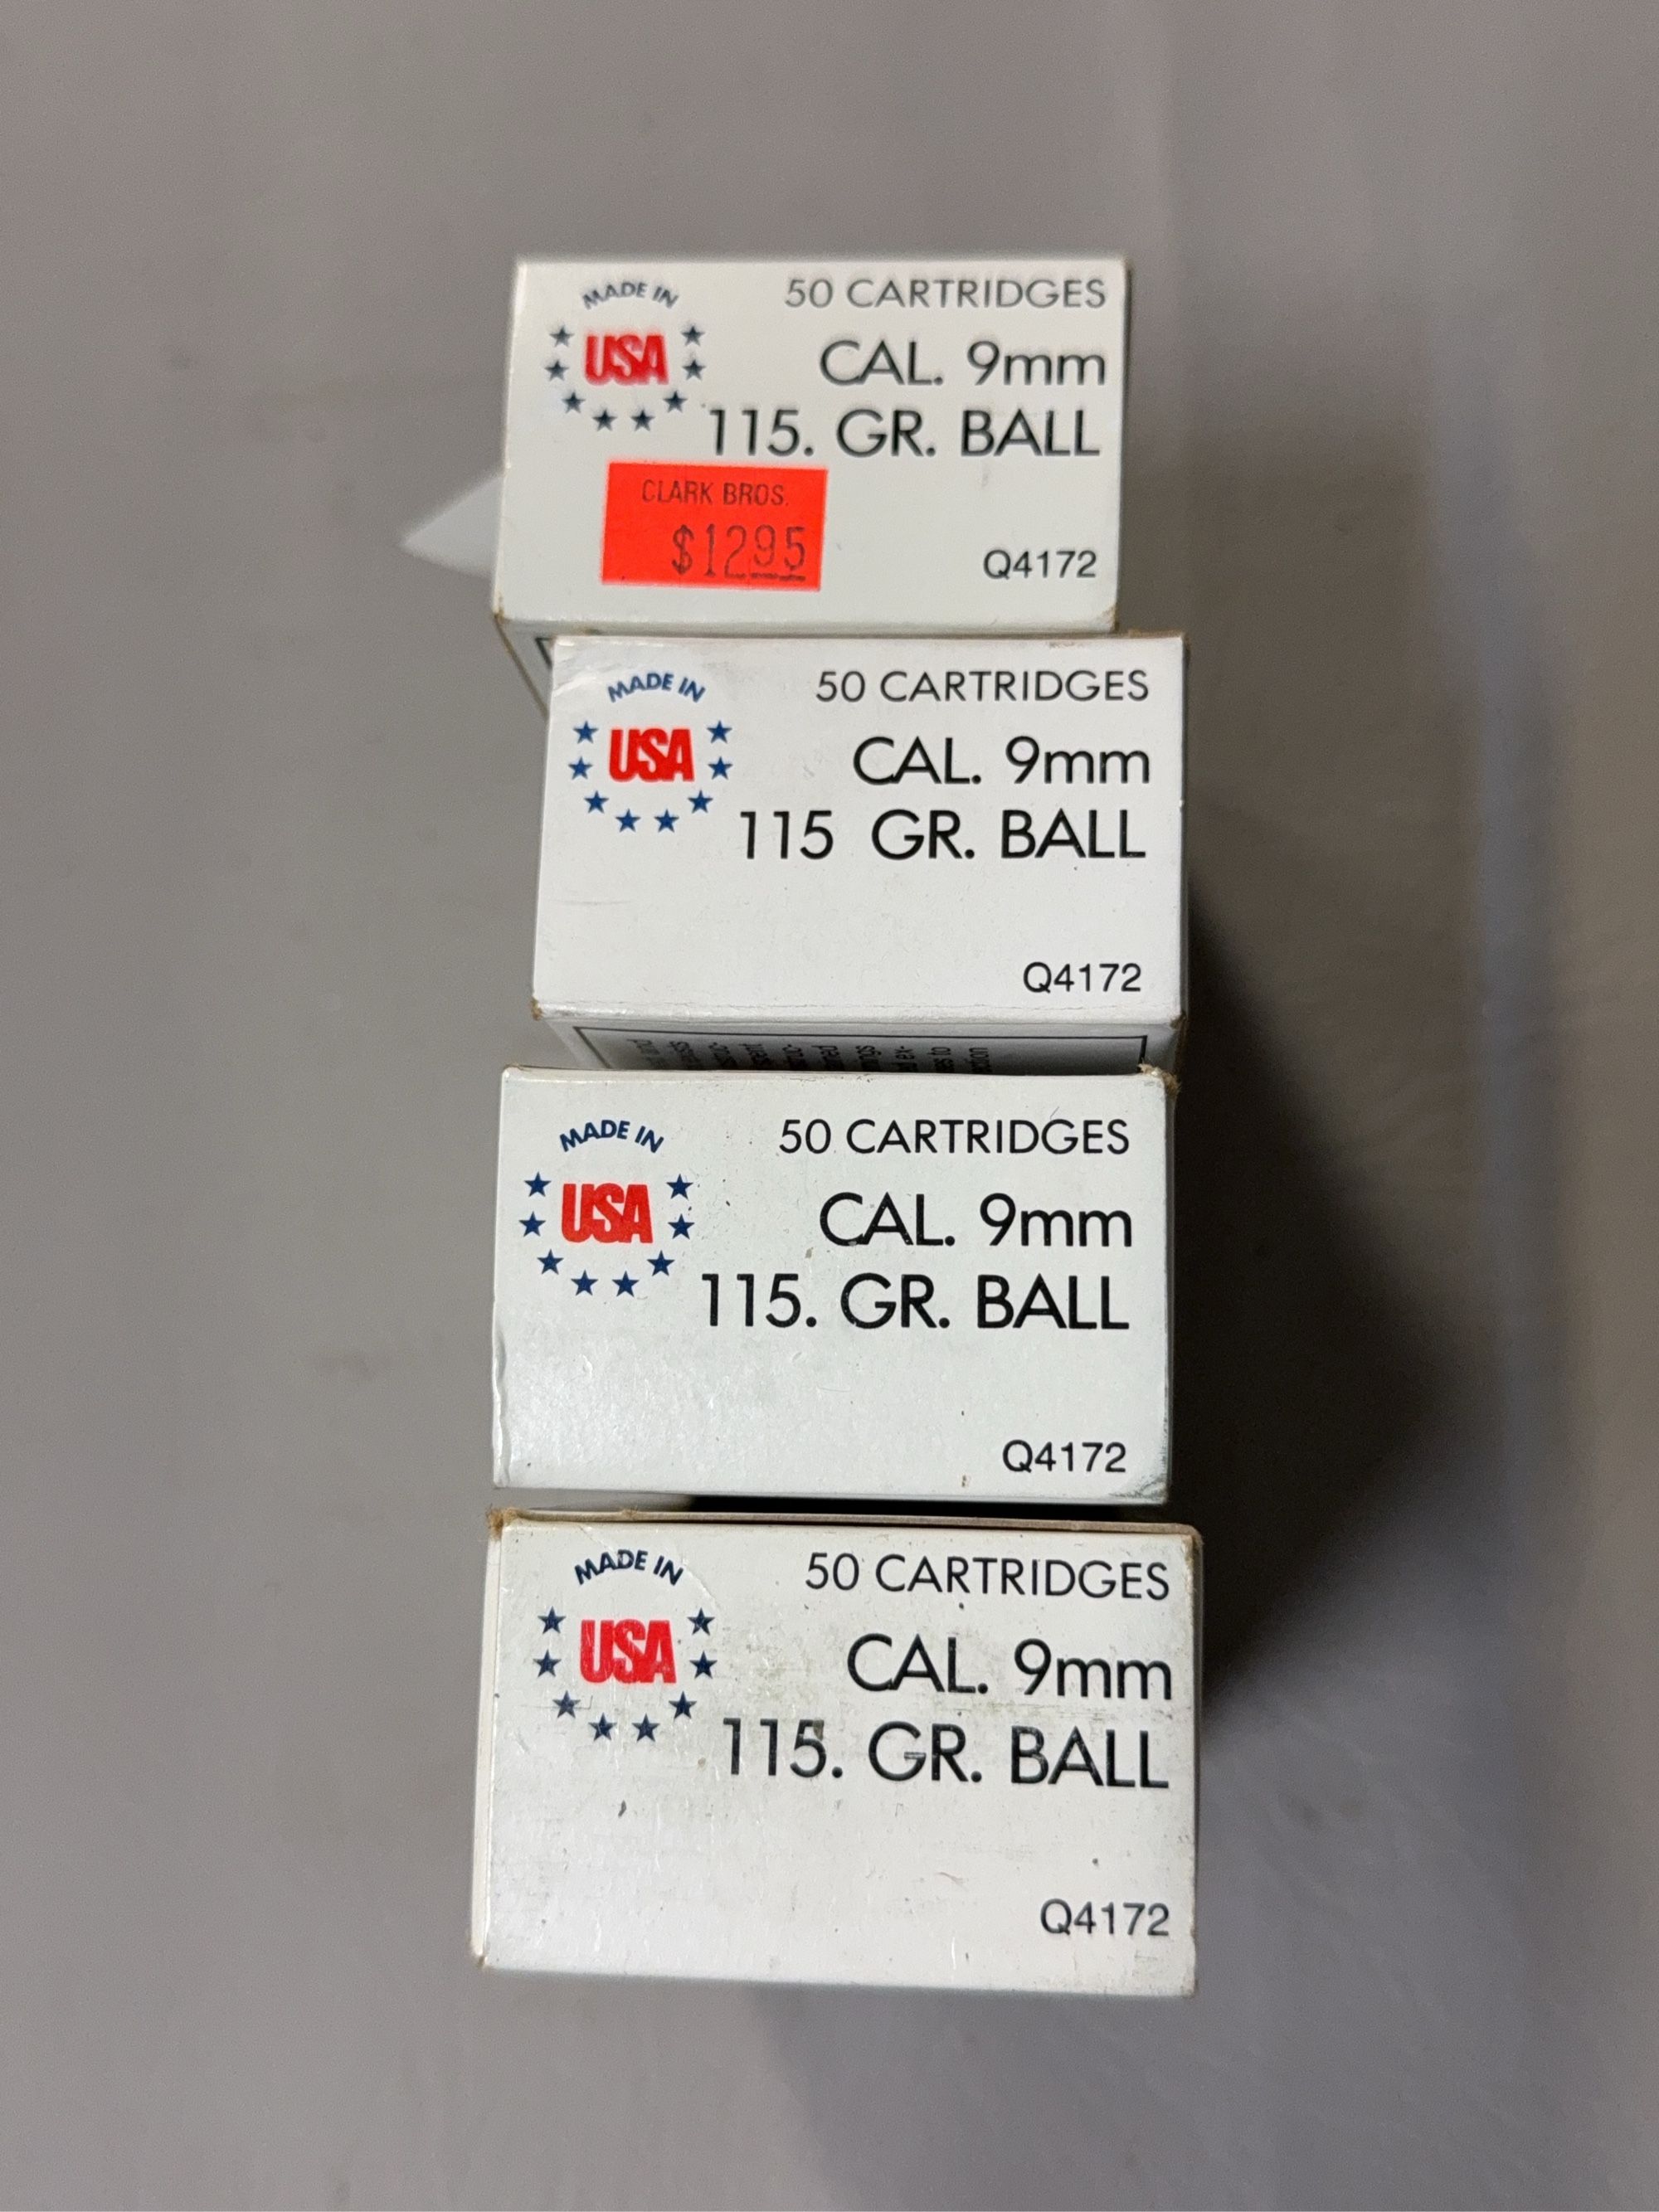 MADE IN
USA
50 CARTRIDGES
CAL. 9mm
115. GR. BALL
CLARK BROS.
$12.95
Q4172
MADE IN
USA
50 CARTRIDGES
CAL. 9mm
115 GR. BALL
Q4172
MADE IN
USA
50 CARTRIDGES
CAL. 9mm
115. GR. BALL
Q4172
MADE IN
USA
50 CARTRIDGES
CAL. 9mm
115. GR. BALL
Q4172